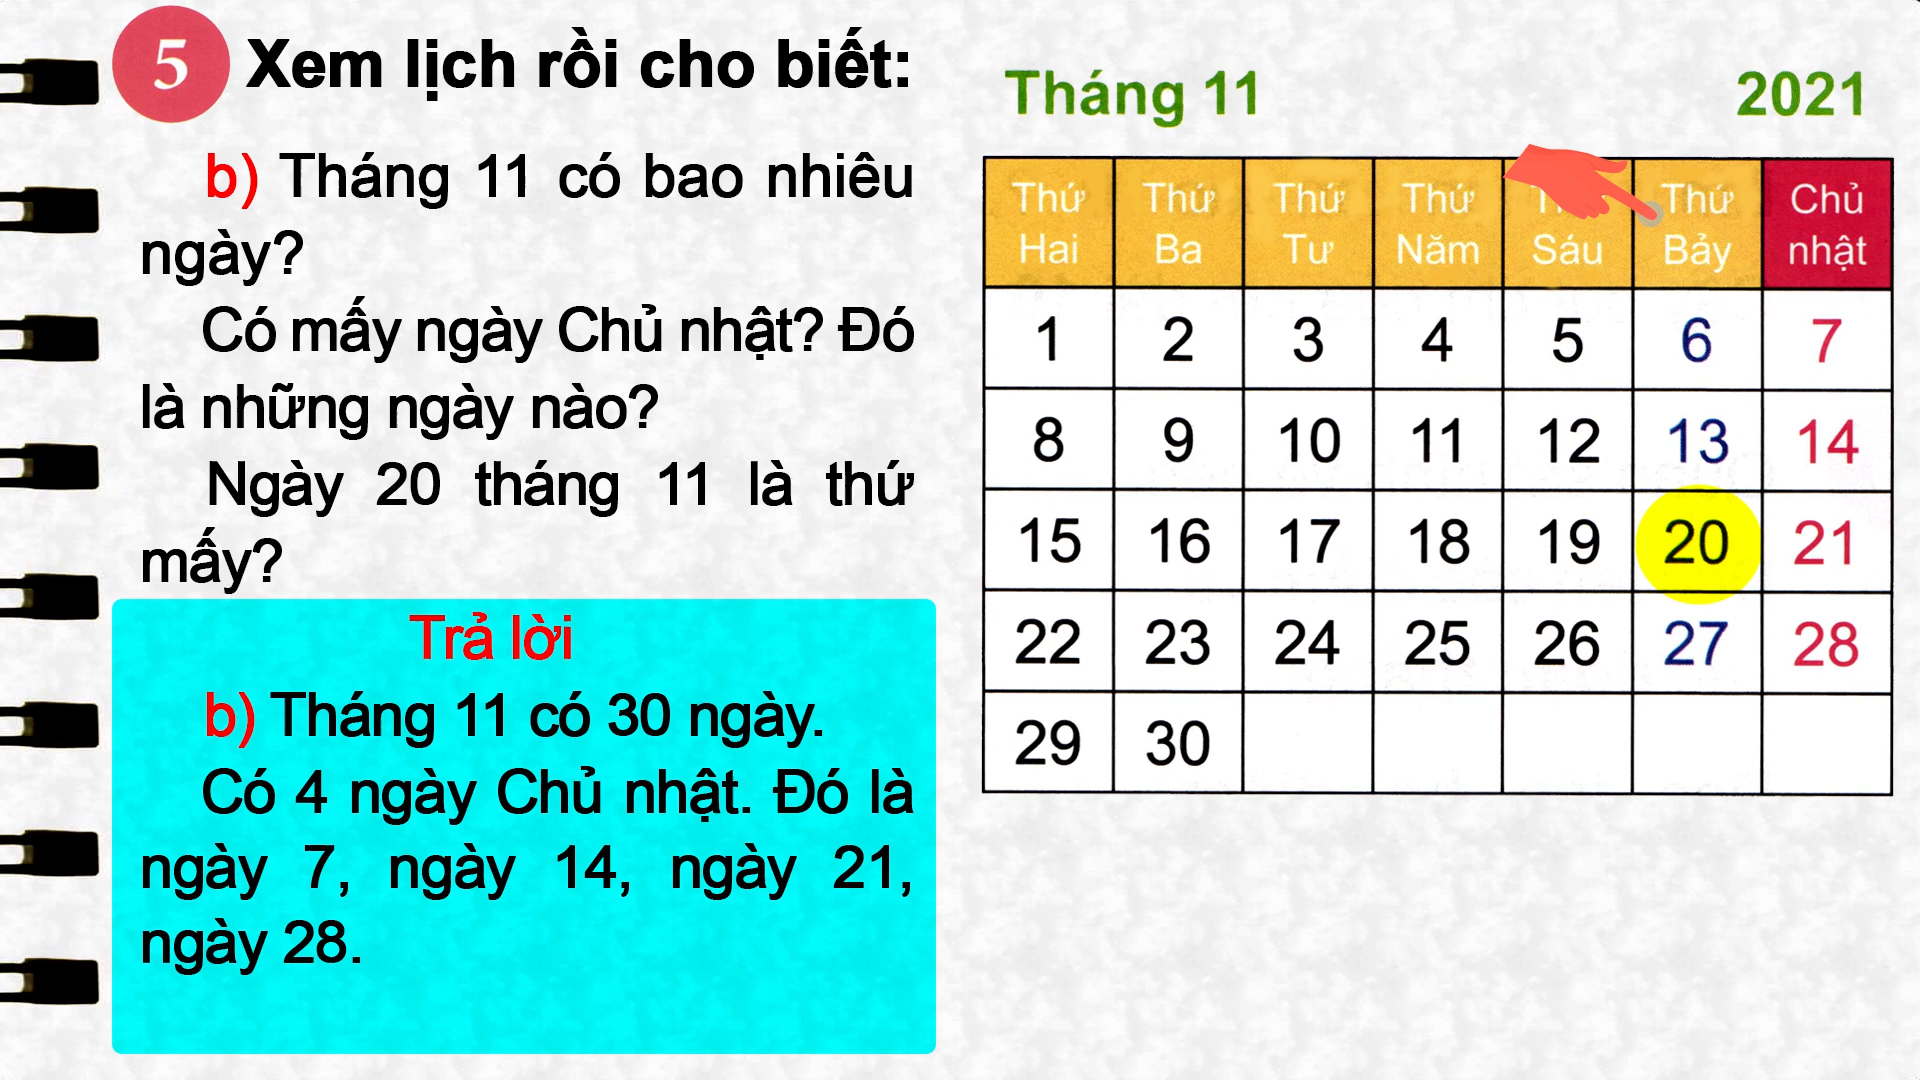 5 Xem lịch rồi cho biết:
b) Tháng 11 có bao nhiêu
ngày?
Có mấy ngày Chủ nhật? Đó
là những ngày nào?
Ngày 20 tháng 11 là thứ
mấy?
Trả lời
b) Tháng 11 có 30 ngày.
Có 4 ngày Chủ nhật. Đó là
ngày 7, ngày 14, ngày 21,
ngày 28.
Tháng 11 2021
Thứ Thứ Thứ Thứ Thứ Chủ
Hai Ba Tư Năm Sáu Bảy nhật
1 2 3 4 5 6 7
8 9 10 11 12 13 14
15 16 17 18 19 20 21
22 23 24 25 26 27 28
29 30